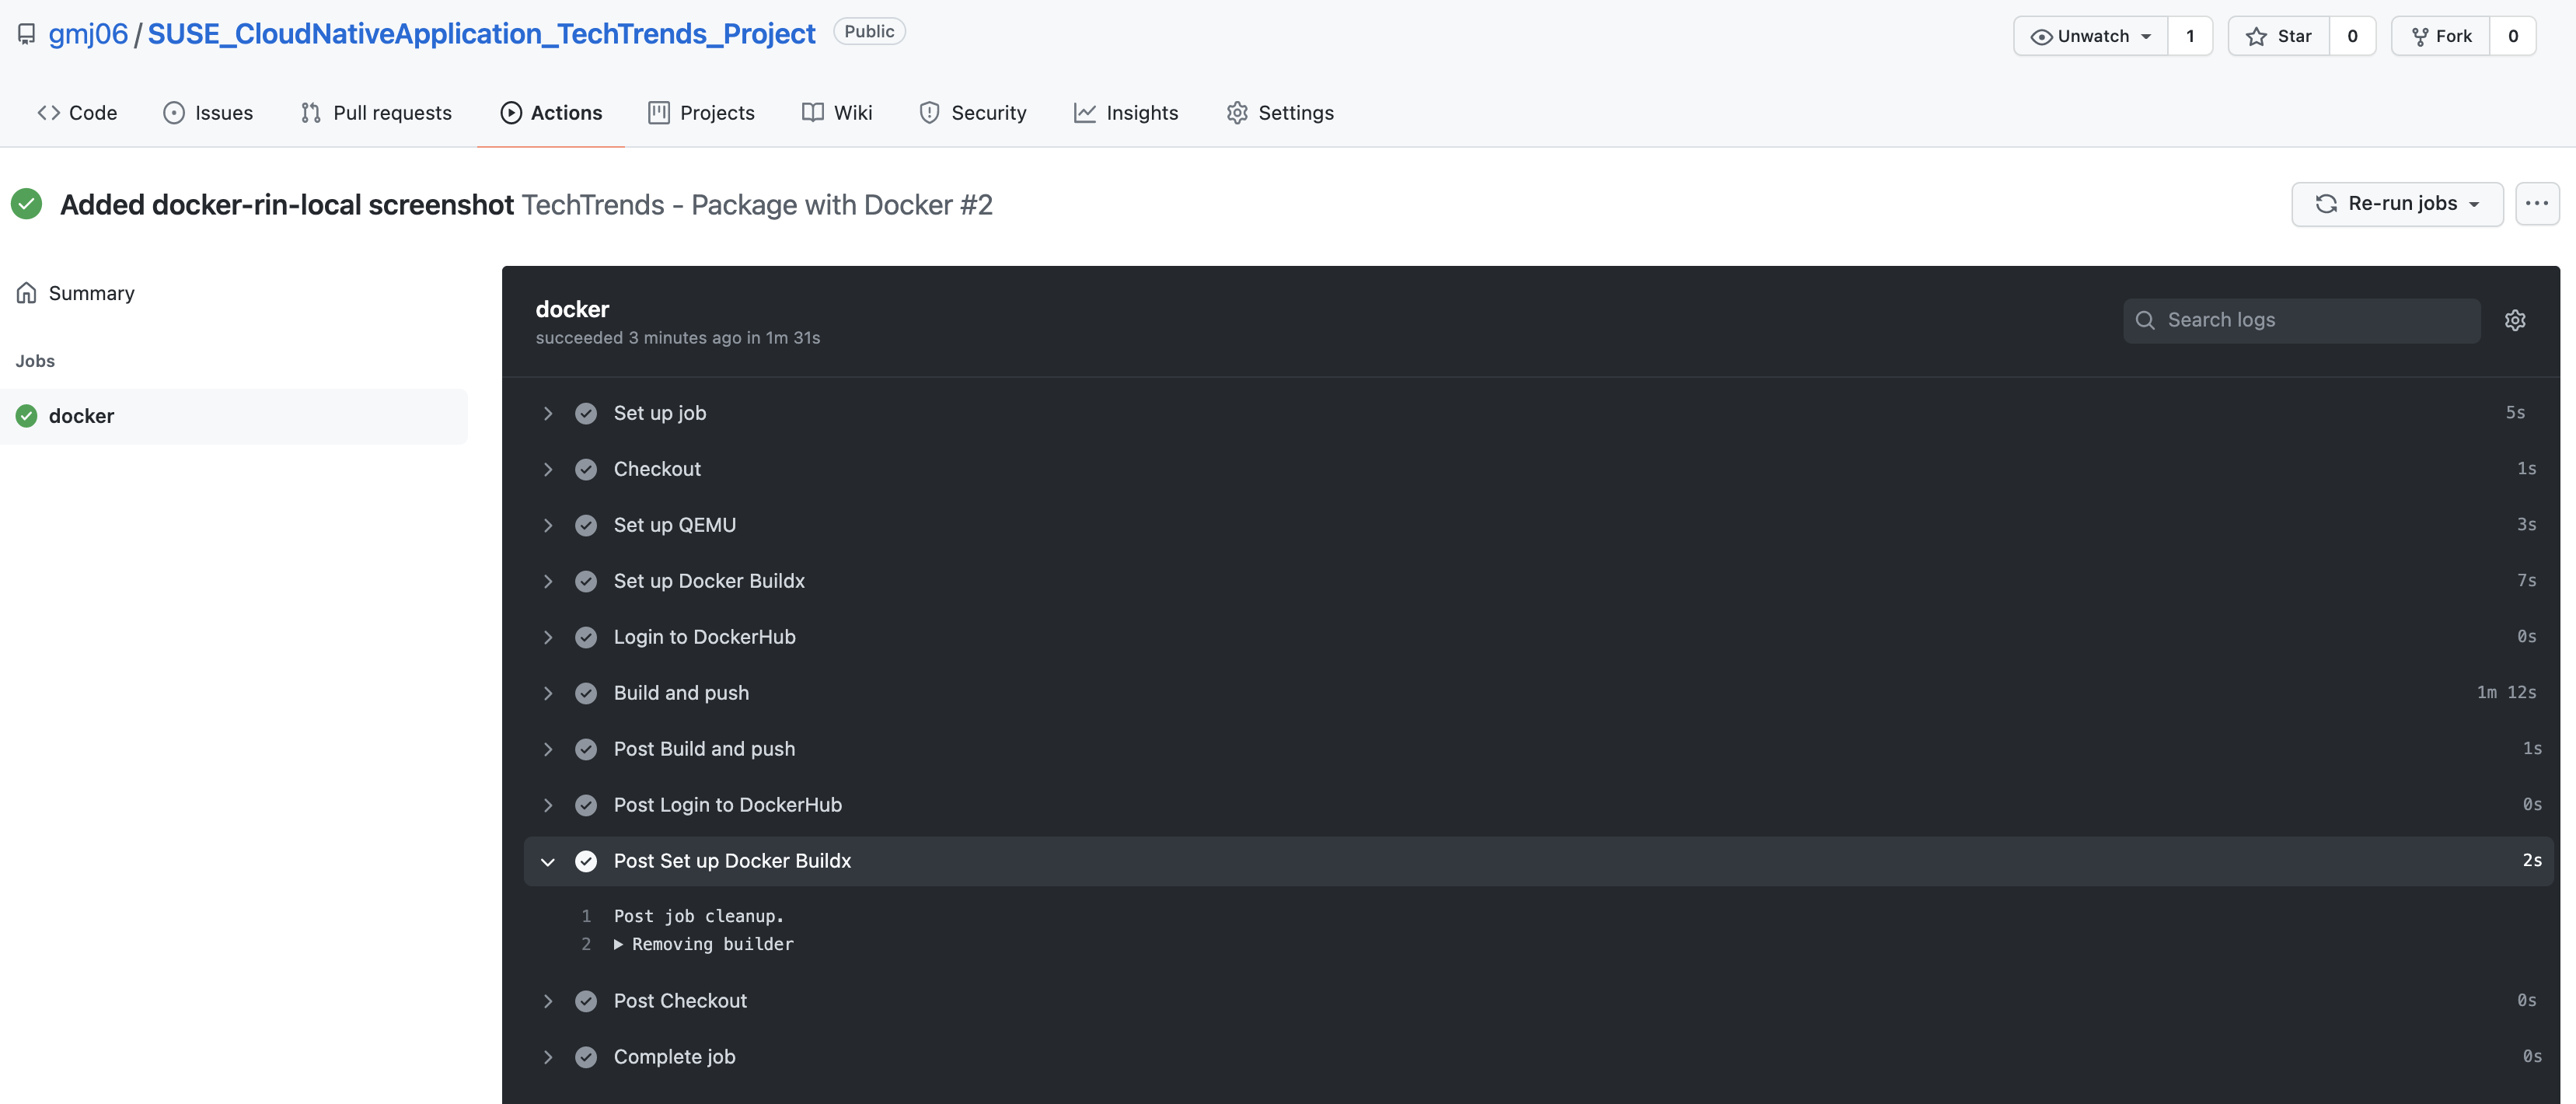 gmj06 / SUSE_CloudNativeApplication_TechTrends_Project Public
Unwatch 1 Star 0 Fork 0
Code Issues Pull requests Actions Projects Wiki Security Insights Settings
Added docker-rin-local screenshot TechTrends - Package with Docker #2
Re-run jobs
Summary
Jobs
docker
docker
succeeded 3 minutes ago in 1m 31s
Search logs
Set up job 5s
Checkout 1s
Set up QEMU 3s
Set up Docker Buildx 7s
Login to DockerHub 0s
Build and push 1m 12s
Post Build and push 1s
Post Login to DockerHub 0s
Post Set up Docker Buildx 2s
1 Post job cleanup.
2 Removing builder
Post Checkout 0s
Complete job 0s